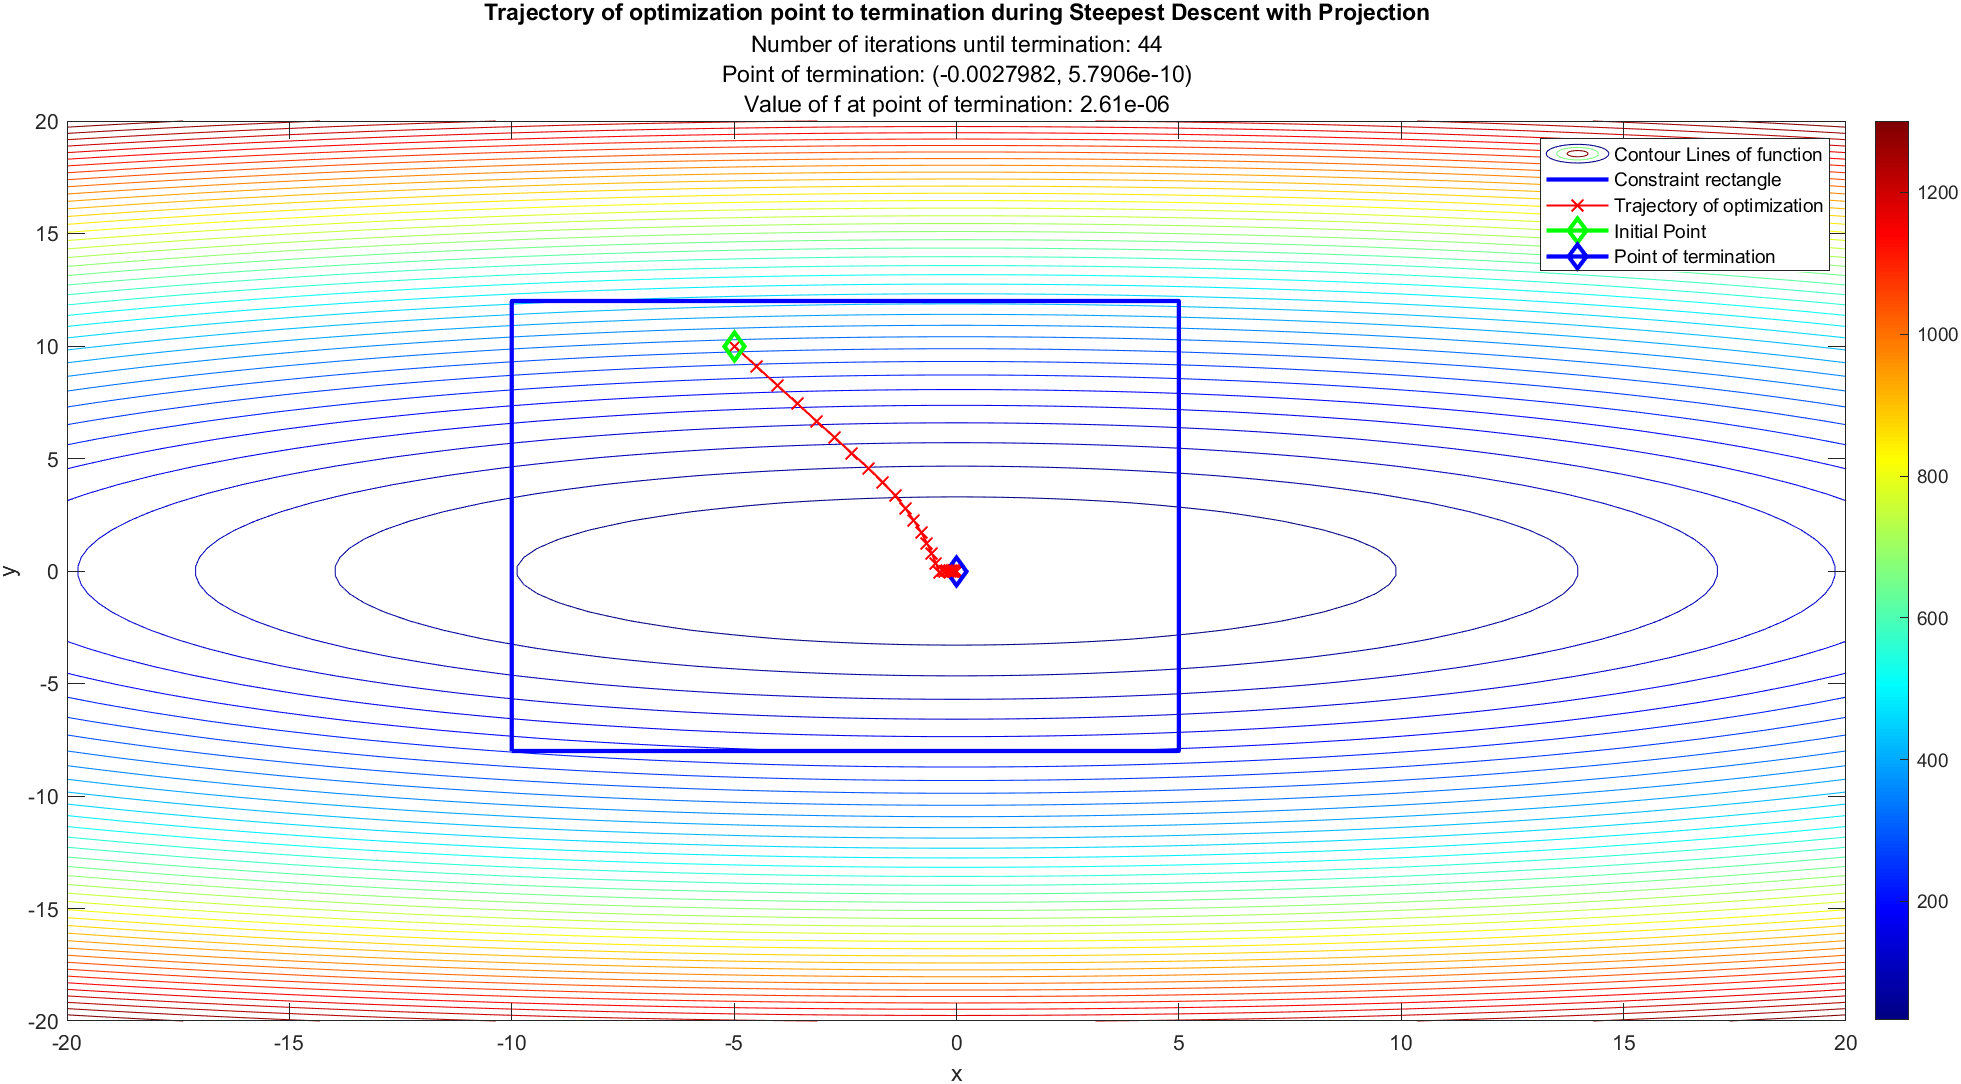 Trajectory of optimization point to termination during Steepest Descent with Projection
Number of iterations until termination: 44
Point of termination: (-0.0027982, 5.7906e-10)
Value of f at point of termination: 2.61e-06
Contour Lines of function
Constraint rectangle
Trajectory of optimization
Initial Point
Point of termination
20
15
10
5
0
-5
-10
-15
-20
y
-20 -15 -10 -5 0 5 10 15 20
x
1200
1000
800
600
400
200